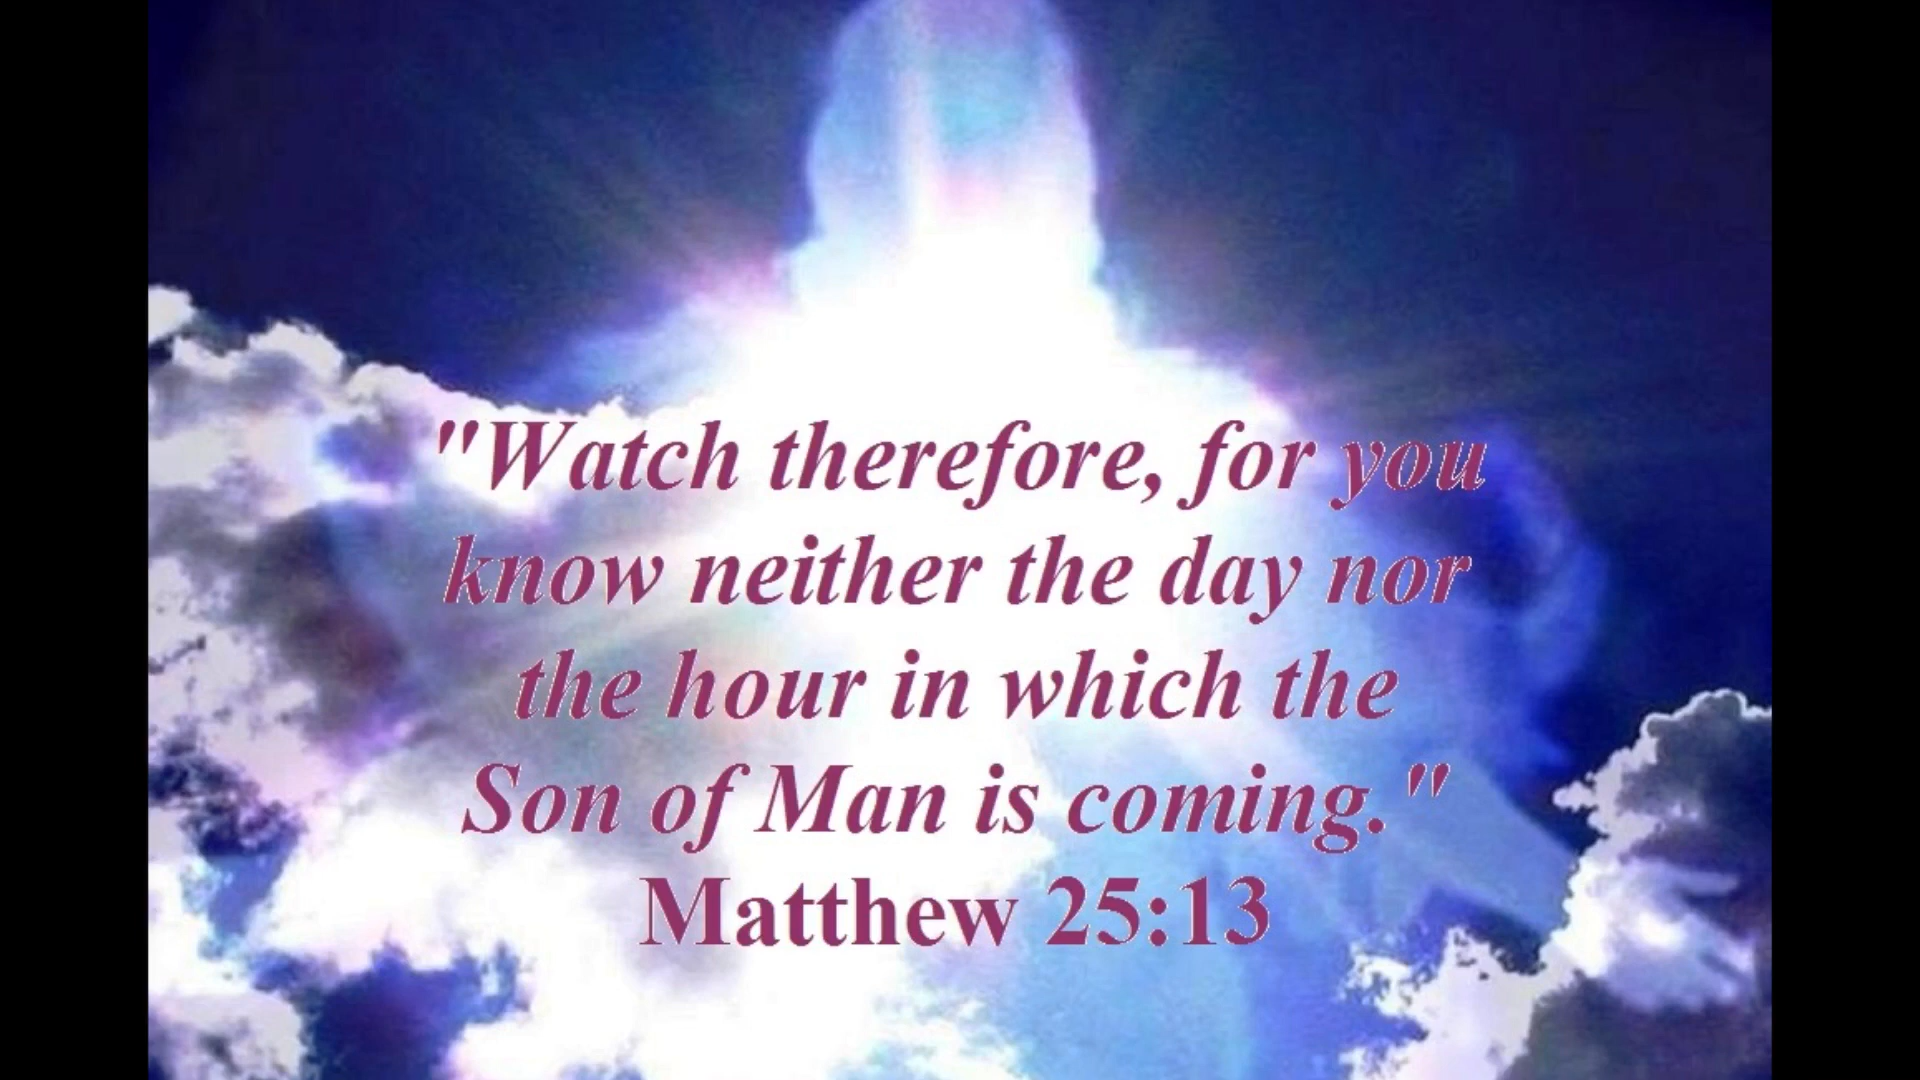 "Watch therefore, for you
know neither the day nor
the hour in which the
Son of Man is coming."
Matthew 25:13